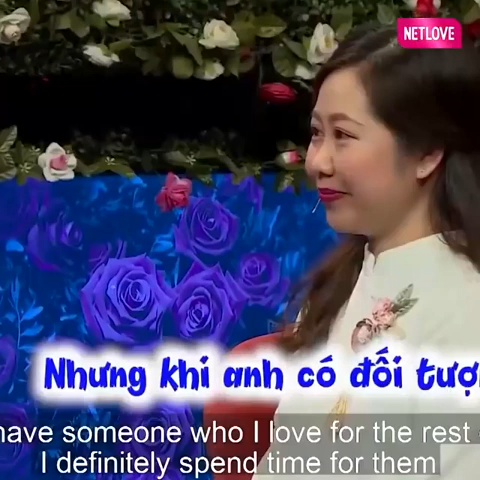 NETLOVE
Nhưng khi anh có đối tượ
have someone who I love for the rest
I definitely spend time for them